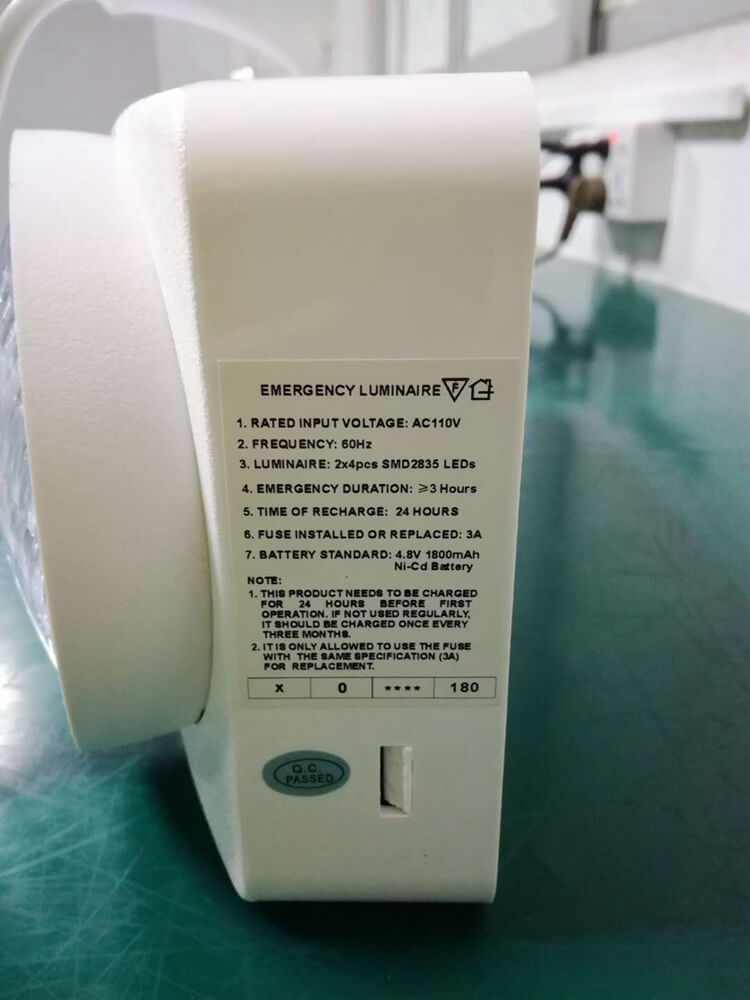 EMERGENCY LUMINAIRE F
1. RATED INPUT VOLTAGE: AC110V
2. FREQUENCY: 60Hz
3. LUMINAIRE: 2x4pcs SMD2835 LEDs
4. EMERGENCY DURATION: ≥3 Hours
5. TIME OF RECHARGE: 24 HOURS
6. FUSE INSTALLED OR REPLACED: 3A
7. BATTERY STANDARD: 4.8V 1800mAh
Ni-Cd Battery
NOTE:
1. THIS PRODUCT NEEDS TO BE CHARGED
FOR 24 HOURS BEFORE FIRST
OPERATION. IF NOT USED REGULARLY,
IT SHOULD BE CHARGED ONCE EVERY
THREE MONTHS.
2. IT IS ONLY ALLOWED TO USE THE FUSE
WITH THE SAME SPECIFICATION (3A)
FOR REPLACEMENT.
X 0 **** 180
Q.C.
PASSED